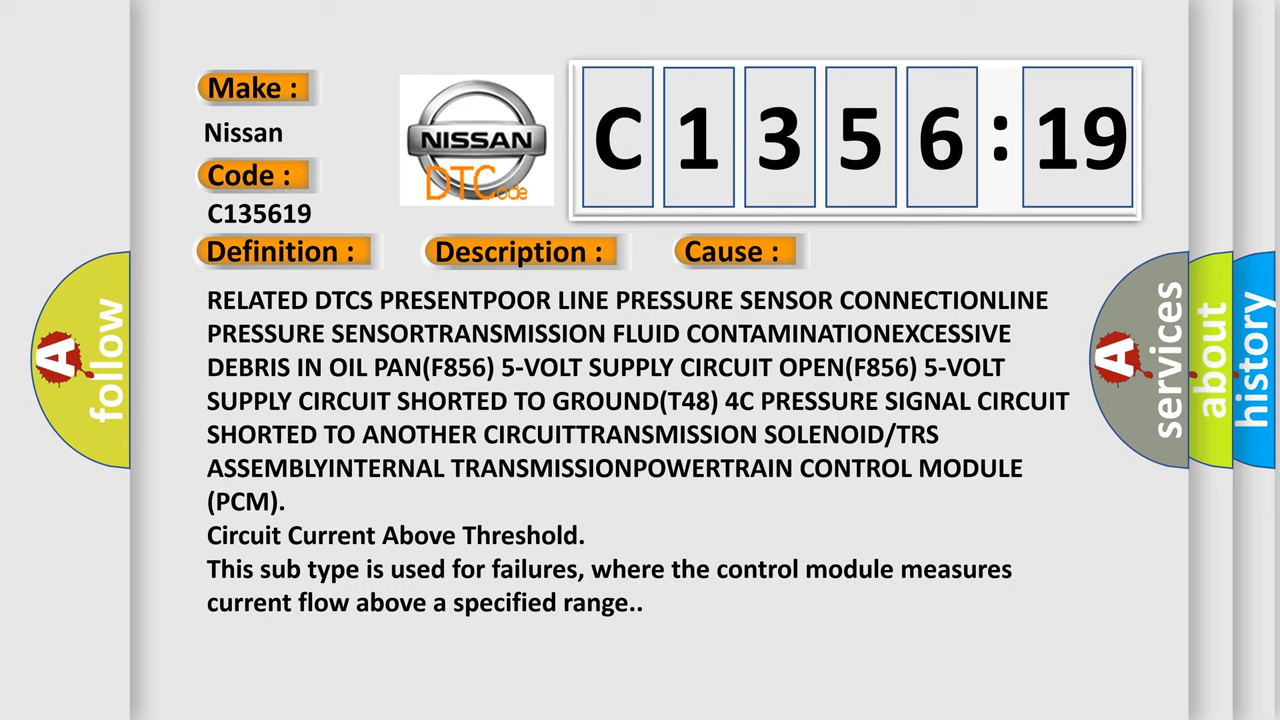 Make :
Nissan
Code :
C135619
NISSAN
DTCode
C1356:19
Definition :
Description :
Cause :
RELATED DTCS PRESENTPOOR LINE PRESSURE SENSOR CONNECTIONLINE
PRESSURE SENSORTRANSMISSION FLUID CONTAMINATIONEXCESSIVE
DEBRIS IN OIL PAN(F856) 5-VOLT SUPPLY CIRCUIT OPEN(F856) 5-VOLT
SUPPLY CIRCUIT SHORTED TO GROUND(T48) 4C PRESSURE SIGNAL CIRCUIT
SHORTED TO ANOTHER CIRCUITTRANSMISSION SOLENOID/TRS
ASSEMBLYINTERNAL TRANSMISSIONPOWERTRAIN CONTROL MODULE
(PCM).
Circuit Current Above Threshold.
This sub type is used for failures, where the control module measures
current flow above a specified range..
A follow
A services
about
history